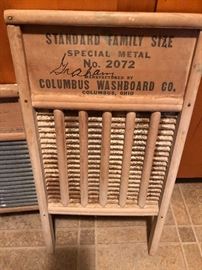 STANDARD FAMILY SIZE
SPECIAL METAL
No. 2072
Graham
MANUFACTURED BY
COLUMBUS WASHBOARD CO.
COLUMBUS, OHIO